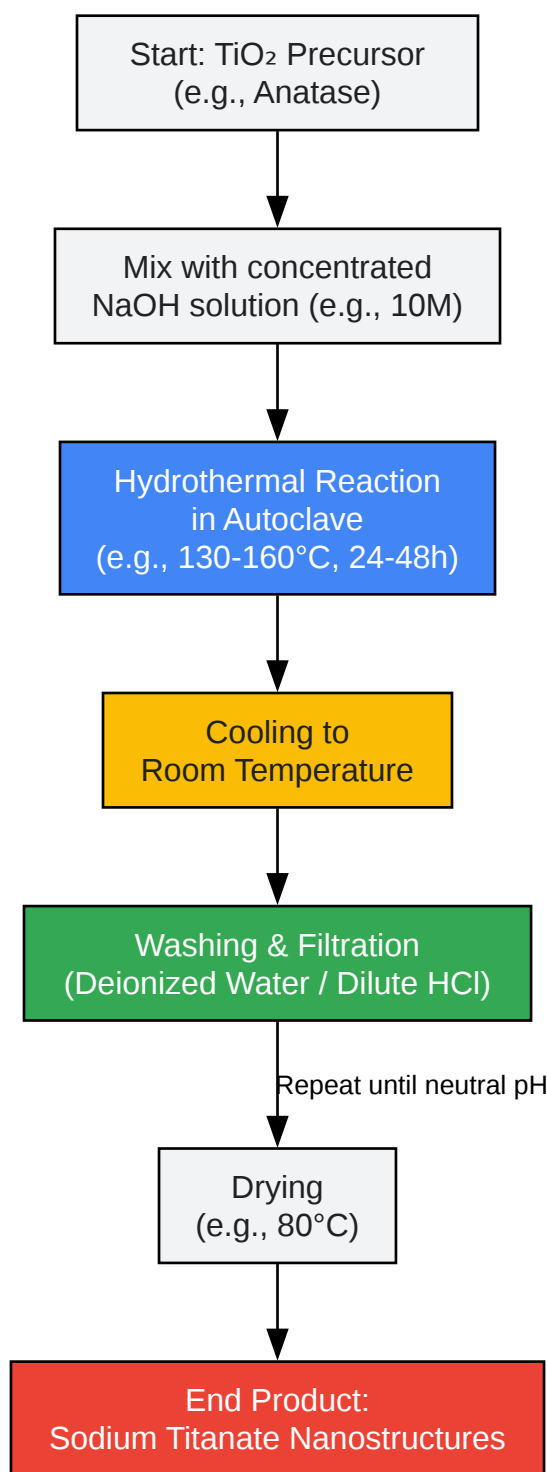 Start: TiO₂ Precursor
(e.g., Anatase)
Mix with concentrated
NaOH solution (e.g., 10M)
Hydrothermal Reaction
in Autoclave
(e.g., 130-160°C, 24-48h)
Cooling to
Room Temperature
Washing & Filtration
(Deionized Water / Dilute HCl)
Repeat until neutral pH
Drying
(e.g., 80°C)
End Product:
Sodium Titanate Nanostructures